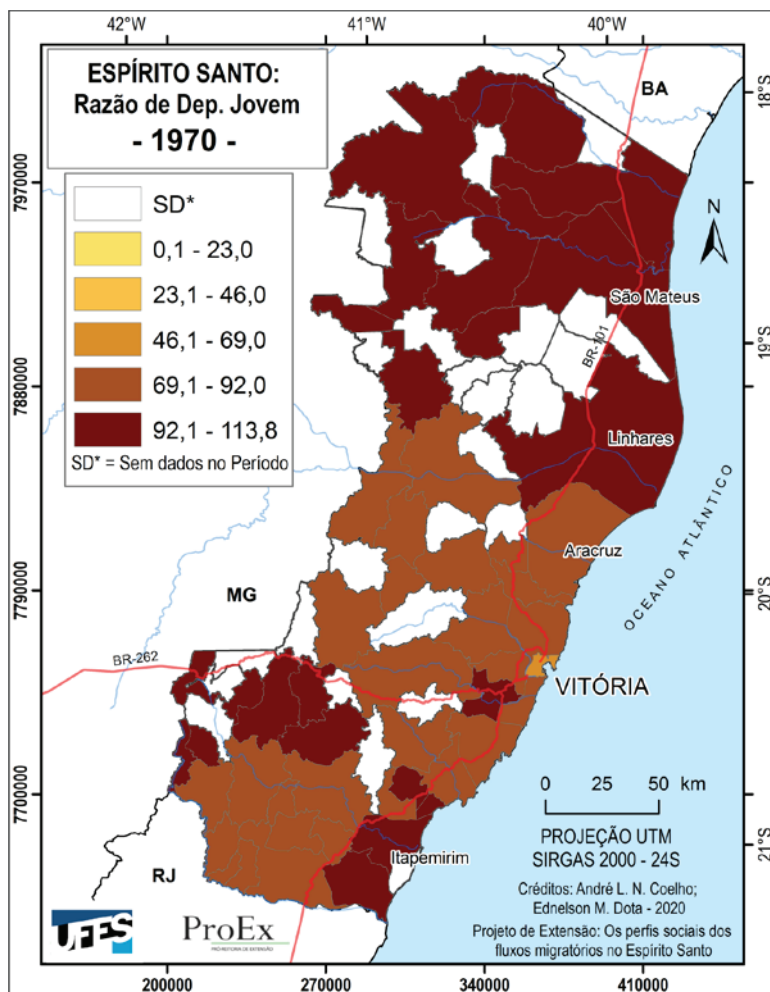 42°W 41°W 40°W
ESPÍRITO SANTO:
Razão de Dep. Jovem
- 1970 -
SD*
0,1 - 23,0
23,1 - 46,0
46,1 - 69,0
69,1 - 92,0
92,1 - 113,8
SD* = Sem dados no Período
BA
18°S
7970000
N
São Mateus
BR-101
19°S
7880000
Linhares
OCEANO ATLÂNTICO
Aracruz
MG
7790000
20°S
BR-262
VITÓRIA
0 25 50 km
7700000
PROJEÇÃO UTM
SIRGAS 2000 - 24S
21°S
Itapemirim
RJ
Créditos: André L. N. Coelho;
Ednelson M. Dota - 2020
Projeto de Extensão: Os perfis sociais dos
fluxos migratórios no Espírito Santo
UFES
ProEx
PRÓ-REITORIA DE EXTENSÃO
200000 270000 340000 410000